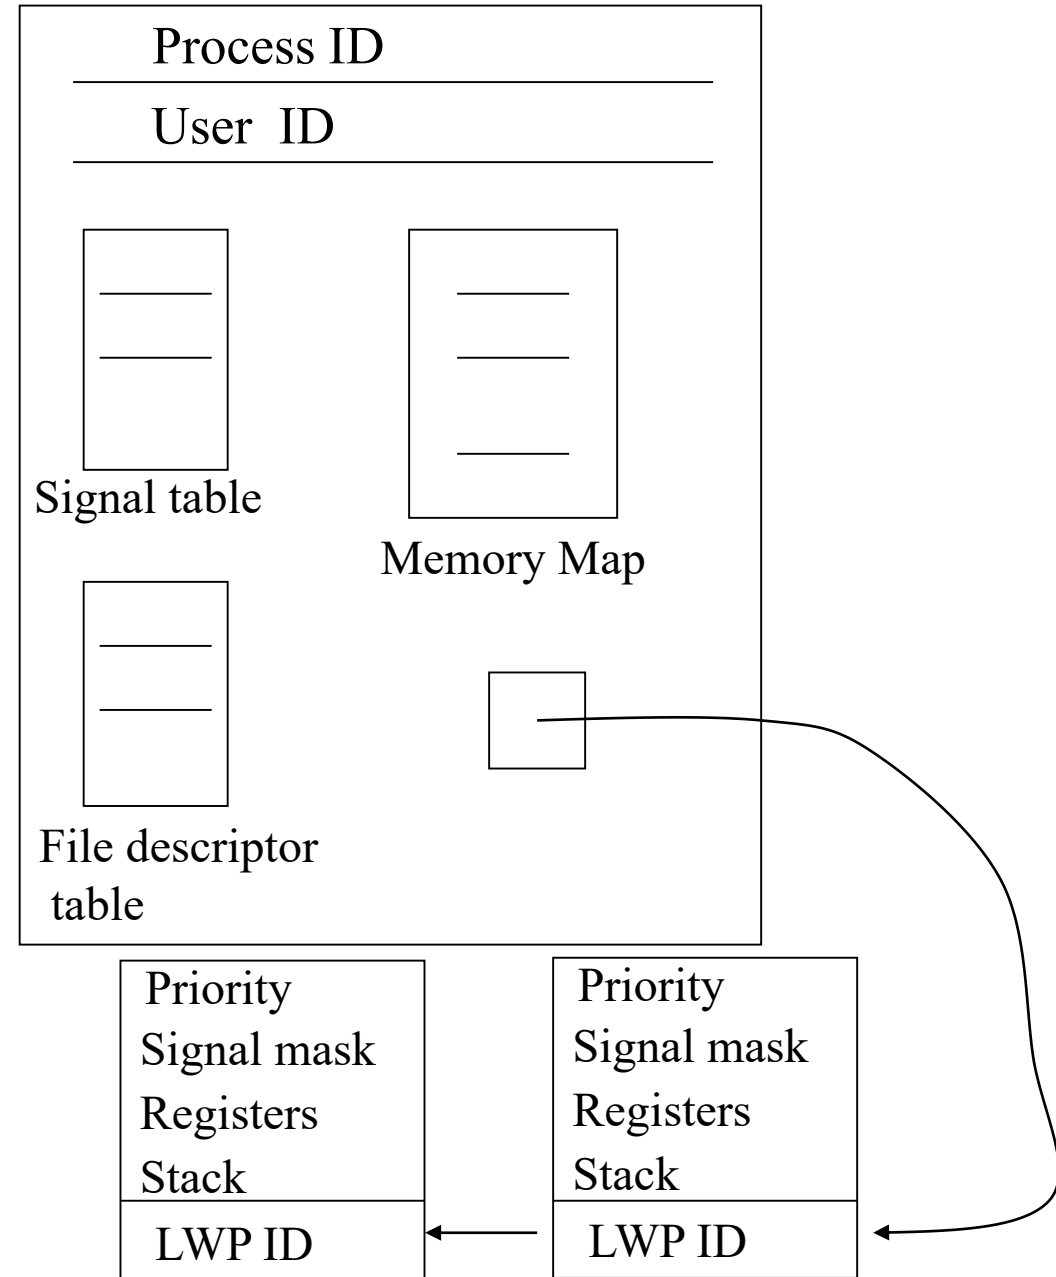 Process ID
User ID
Signal table
Memory Map
File descriptor
table
Priority
Signal mask
Registers
Stack
LWP ID
Priority
Signal mask
Registers
Stack
LWP ID